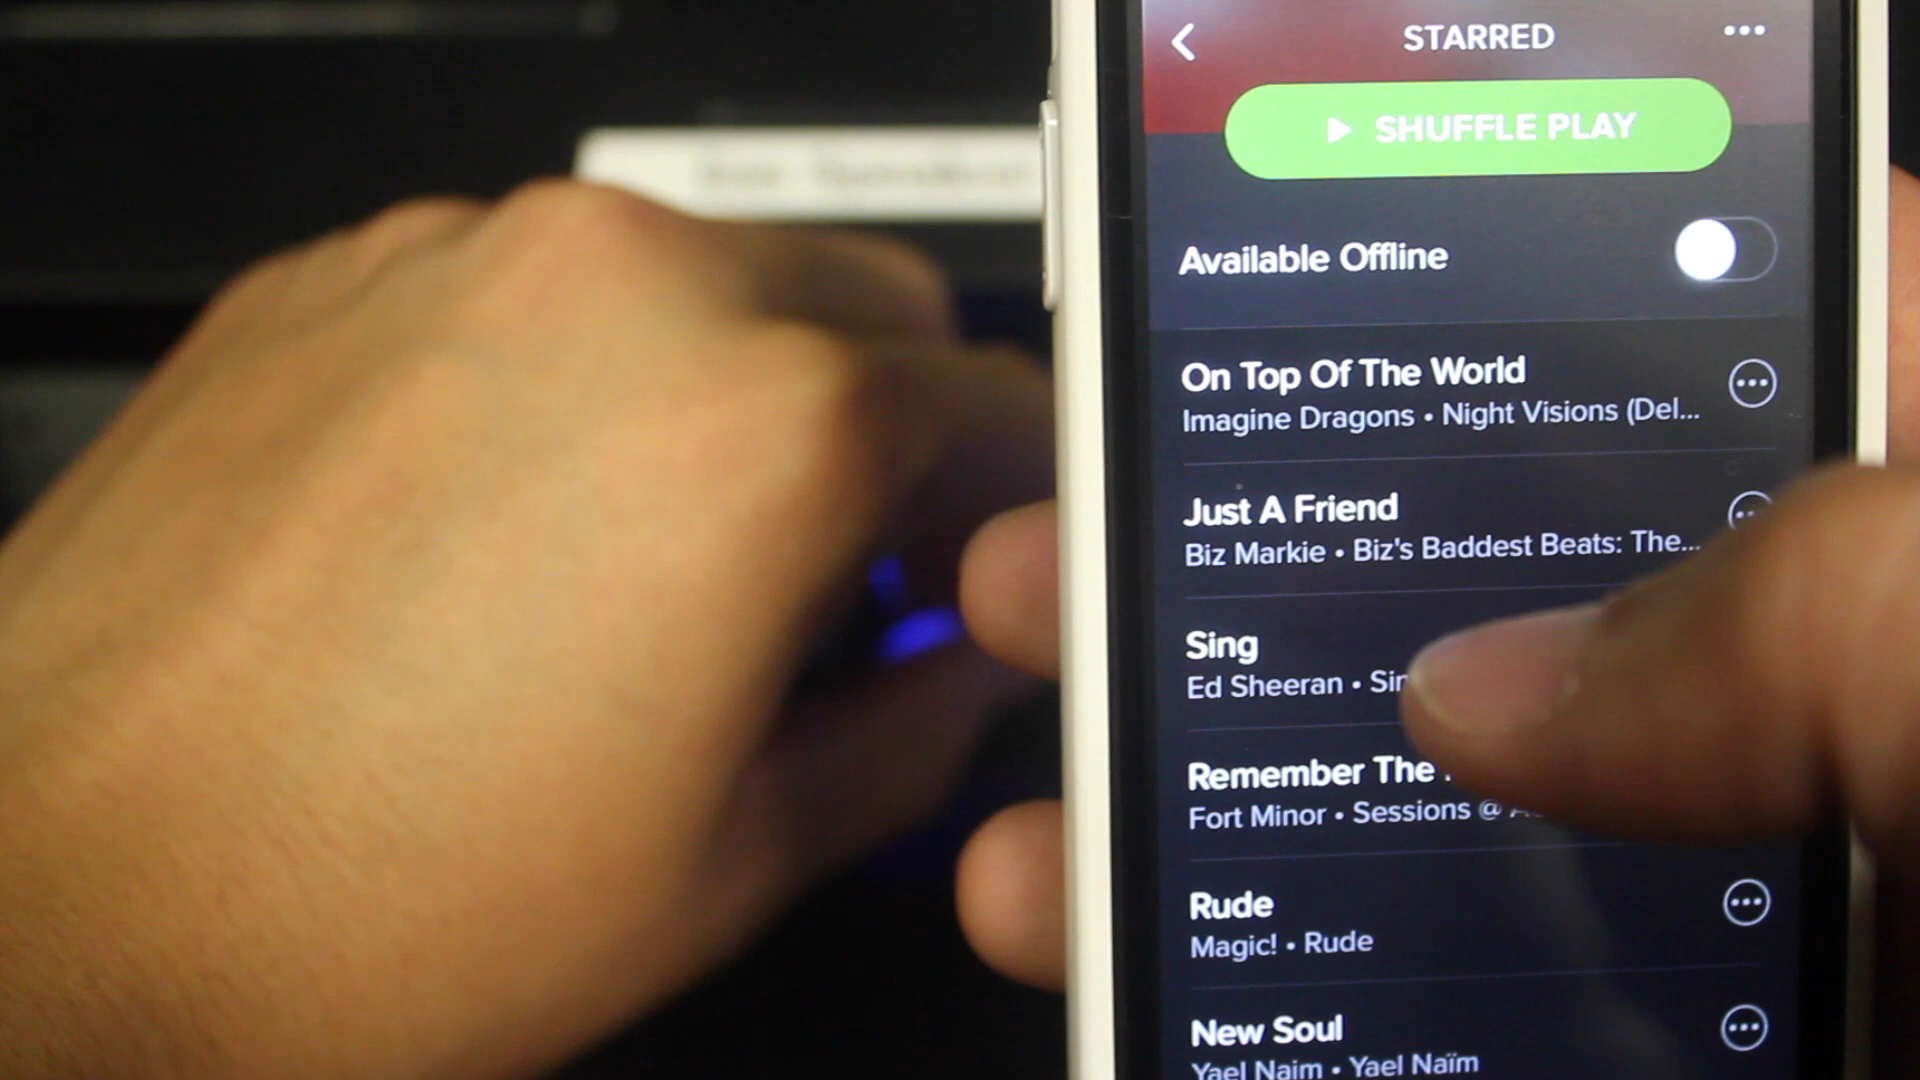 STARRED
SHUFFLE PLAY
Available Offline
On Top Of The World
Imagine Dragons • Night Visions (Del...
Just A Friend
Biz Markie • Biz's Baddest Beats: The...
Sing
Ed Sheeran •
Remember The
Fort Minor • Sessions @
Rude
Magic! • Rude
New Soul
Yael Naim • Yael Naïm